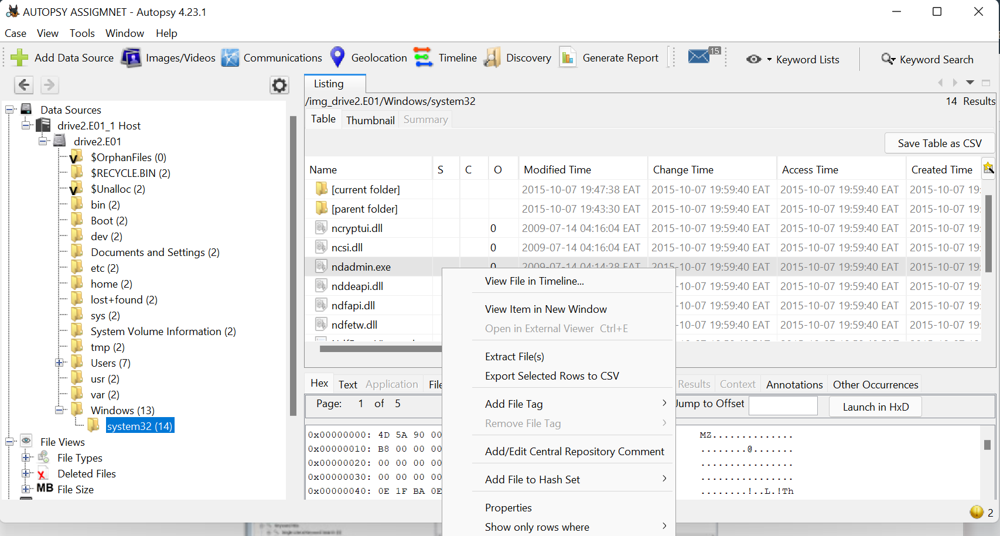 AUTOPSY ASSIGMNET - Autopsy 4.23.1
Case View Tools Window Help
Add Data Source Images/Videos Communications Geolocation Timeline Discovery Generate Report 15 Keyword Lists Keyword Search
Listing
/img_drive2.E01/Windows/system32 14 Results
Table Thumbnail Summary
Save Table as CSV
Name S C O Modified Time Change Time Access Time Created Time
[current folder] 2015-10-07 19:47:38 EAT 2015-10-07 19:59:40 EAT 2015-10-07 19:59:40 EAT 2015-10-07 19:
[parent folder] 2015-10-07 19:43:30 EAT 2015-10-07 19:59:40 EAT 2015-10-07 19:59:40 EAT 2015-10-07 19:
ncryptui.dll 0 2009-07-14 04:16:04 EAT 2015-10-07 19:59:40 EAT 2015-10-07 19:59:40 EAT 2015-10-07 19:
ncsi.dll 0 2009-07-14 04:16:04 EAT 2015-10-07 19:59:40 EAT 2015-10-07 19:59:40 EAT 2015-10-07 19:
ndadmin.exe 0 2009-07-14 04:14:28 EAT 2015-10-07 19:59:40 EAT 2015-10-07 19:59:40 EAT 2015-10-07 19:
nddeapi.dll -10-07 19:59:40 EAT 2015-10-07 19:59:40 EAT 2015-10-07 19:
ndfapi.dll -10-07 19:59:40 EAT 2015-10-07 19:59:40 EAT 2015-10-07 19:
ndfetw.dll -10-07 19:59:40 EAT 2015-10-07 19:59:40 EAT 2015-10-07 19:
Data Sources
drive2.E01_1 Host
drive2.E01
$OrphanFiles (0)
$RECYCLE.BIN (2)
$Unalloc (2)
bin (2)
Boot (2)
dev (2)
Documents and Settings (2)
etc (2)
home (2)
lost+found (2)
sys (2)
System Volume Information (2)
tmp (2)
Users (7)
usr (2)
var (2)
Windows (13)
system32 (14)
File Views
File Types
Deleted Files
MB File Size
View File in Timeline...
View Item in New Window
Open in External Viewer Ctrl+E
Extract File(s)
Export Selected Rows to CSV
Add File Tag
Remove File Tag
Add/Edit Central Repository Comment
Add File to Hash Set
Properties
Show only rows where
Hex Text Application File Results Context Annotations Other Occurrences
Page: 1 of 5 Jump to Offset Launch in HxD
0x00000000: 4D 5A 90 00 MZ..............
0x00000010: B8 00 00 00 ........@.......
0x00000020: 00 00 00 00 ................
0x00000030: 00 00 00 00 ................
0x00000040: 0E 1F BA 0E ........!..L.!Th
2